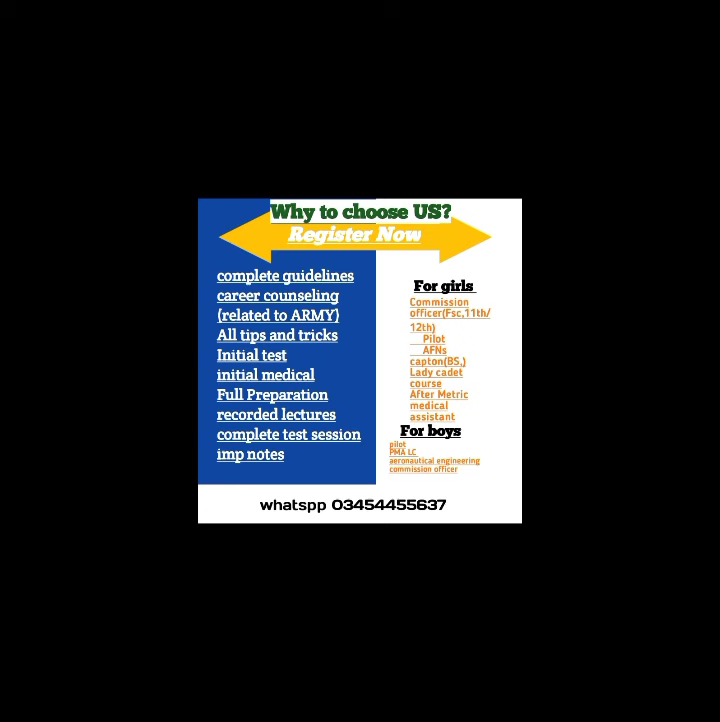 Why to choose US?
Register Now
complete guidelines
career counseling
(related to ARMY)
All tips and tricks
Initial test
initial medical
Full Preparation
recorded lectures
complete test session
imp notes
For girls
Commission
officer(Fsc,11th/
12th)
Pilot
AFNs
capton(BS,)
Lady cadet
course
After Metric
medical
assistant
For boys
pilot
PMA LC
aeronautical engineering
commission officer
whatspp 03454455637